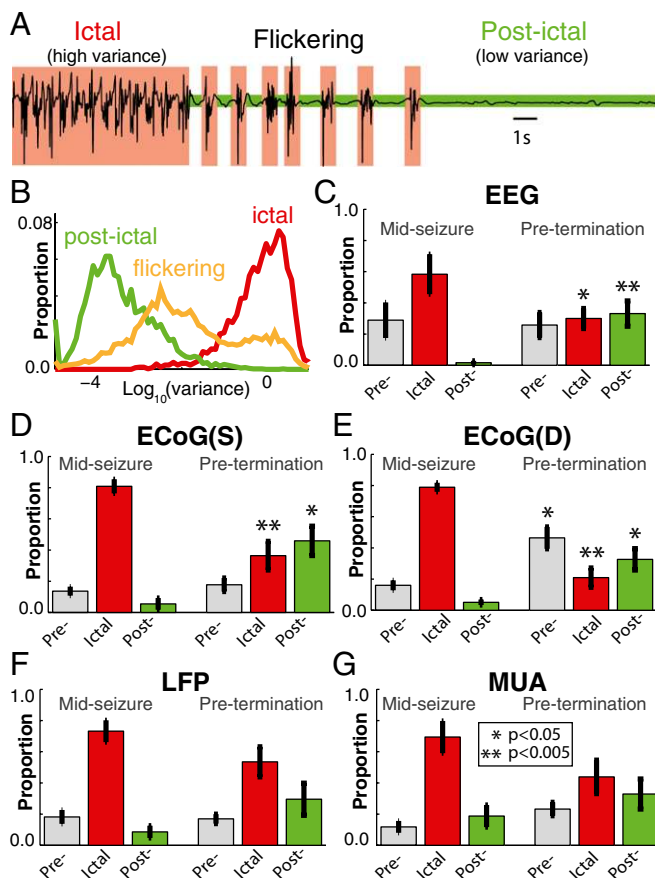 A
Ictal
(high variance)
Flickering
Post-ictal
(low variance)
1s
B
0.08
Proportion
0.0
post-ictal
flickering
ictal
−4
0
Log10(variance)
C
EEG
1.0
Proportion
0.0
Mid-seizure
Pre-termination
*
**
Pre-
Ictal
Post-
Pre-
Ictal
Post-
D
ECoG(S)
1.0
Proportion
0.0
Mid-seizure
Pre-termination
**
*
Pre-
Ictal
Post-
Pre-
Ictal
Post-
E
ECoG(D)
1.0
Proportion
0.0
Mid-seizure
Pre-termination
*
**
*
Pre-
Ictal
Post-
Pre-
Ictal
Post-
F
LFP
1.0
Proportion
0.0
Mid-seizure
Pre-termination
Pre-
Ictal
Post-
Pre-
Ictal
Post-
G
MUA
1.0
Proportion
0.0
Mid-seizure
Pre-termination
* p<0.05
** p<0.005
Pre-
Ictal
Post-
Pre-
Ictal
Post-